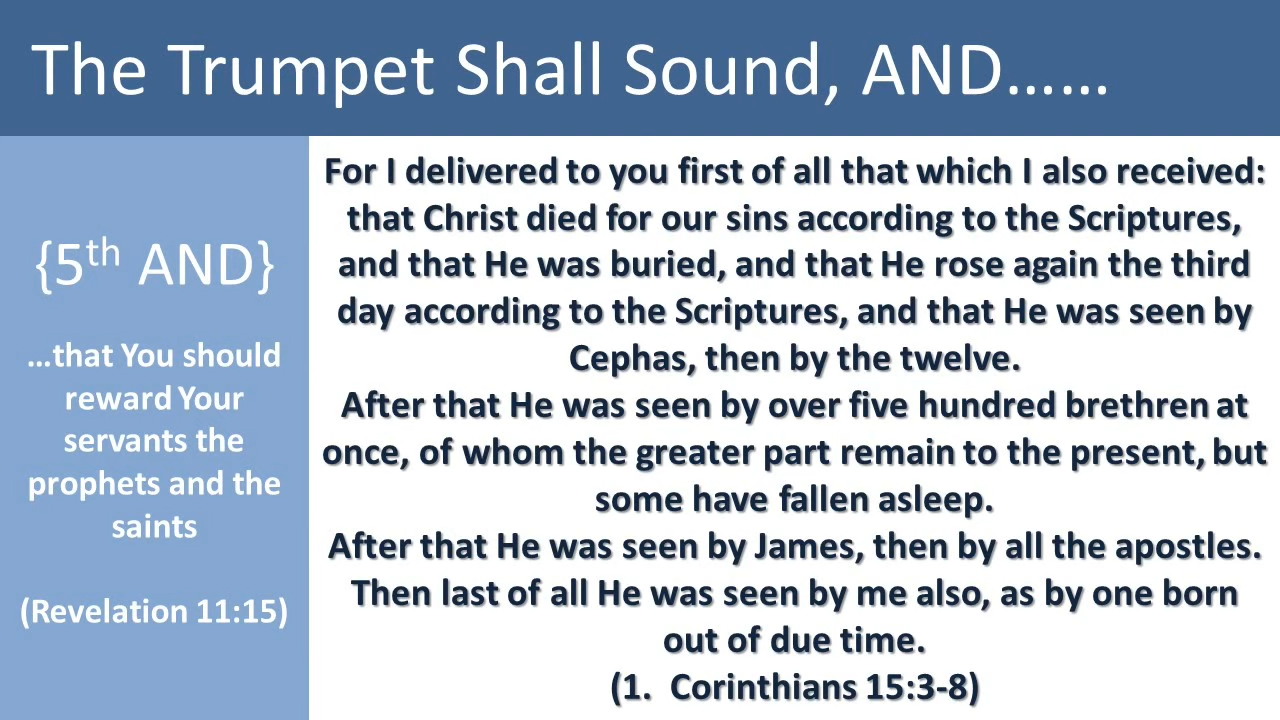 The Trumpet Shall Sound, AND……
{5th AND}
…that You should
reward Your
servants the
prophets and the
saints
(Revelation 11:15)
For I delivered to you first of all that which I also received:
that Christ died for our sins according to the Scriptures,
and that He was buried, and that He rose again the third
day according to the Scriptures, and that He was seen by
Cephas, then by the twelve.
After that He was seen by over five hundred brethren at
once, of whom the greater part remain to the present, but
some have fallen asleep.
After that He was seen by James, then by all the apostles.
Then last of all He was seen by me also, as by one born
out of due time.
(1. Corinthians 15:3-8)